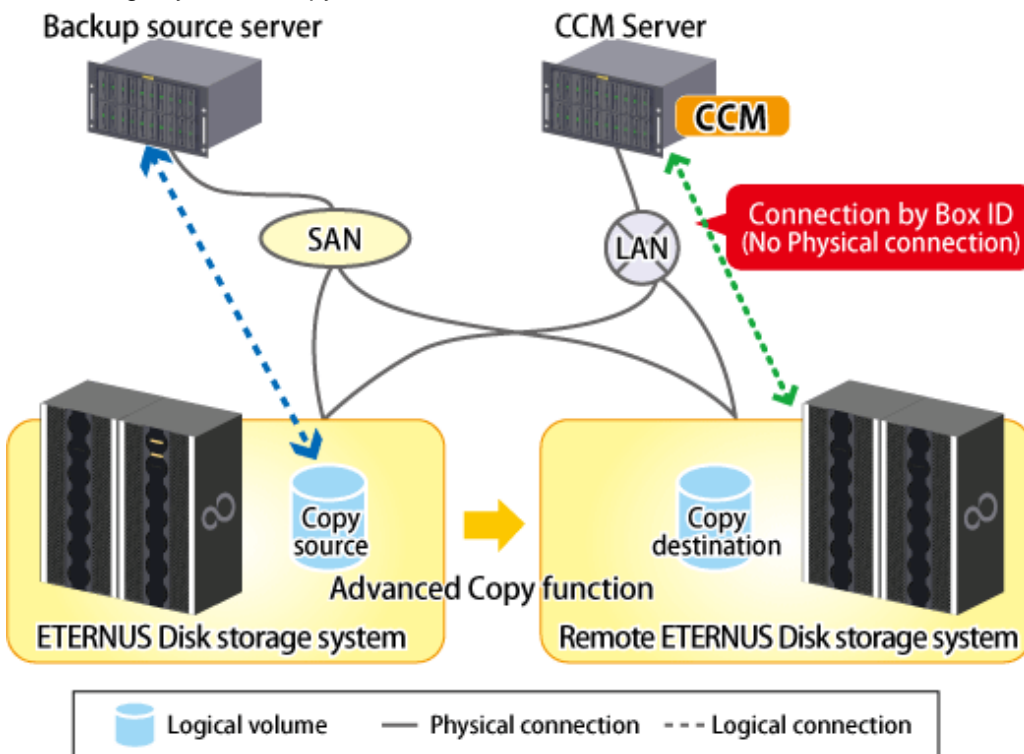 Backup source server
CCM Server
CCM
SAN
LAN
Connection by Box ID
(No Physical connection)
Copy
source
Copy
destination
Advanced Copy function
ETERNUS Disk storage system
Remote ETERNUS Disk storage system
Logical volume
Physical connection
Logical connection